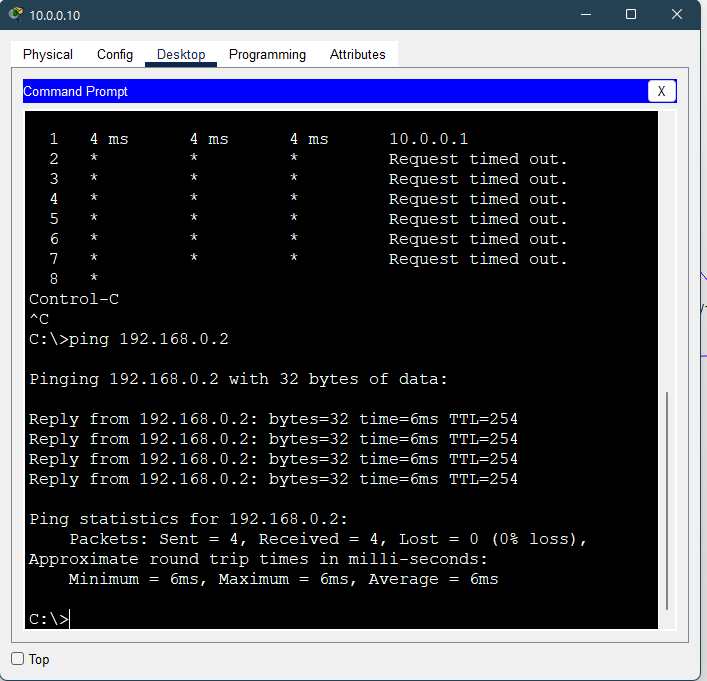 10.0.0.10
Physical Config Desktop Programming Attributes
Command Prompt X
1 4 ms 4 ms 4 ms 10.0.0.1
2 * * * Request timed out.
3 * * * Request timed out.
4 * * * Request timed out.
5 * * * Request timed out.
6 * * * Request timed out.
7 * * * Request timed out.
8 *
Control-C
^C
C:\>ping 192.168.0.2
Pinging 192.168.0.2 with 32 bytes of data:
Reply from 192.168.0.2: bytes=32 time=6ms TTL=254
Reply from 192.168.0.2: bytes=32 time=6ms TTL=254
Reply from 192.168.0.2: bytes=32 time=6ms TTL=254
Reply from 192.168.0.2: bytes=32 time=6ms TTL=254
Ping statistics for 192.168.0.2:
Packets: Sent = 4, Received = 4, Lost = 0 (0% loss),
Approximate round trip times in milli-seconds:
Minimum = 6ms, Maximum = 6ms, Average = 6ms
C:\>
Top